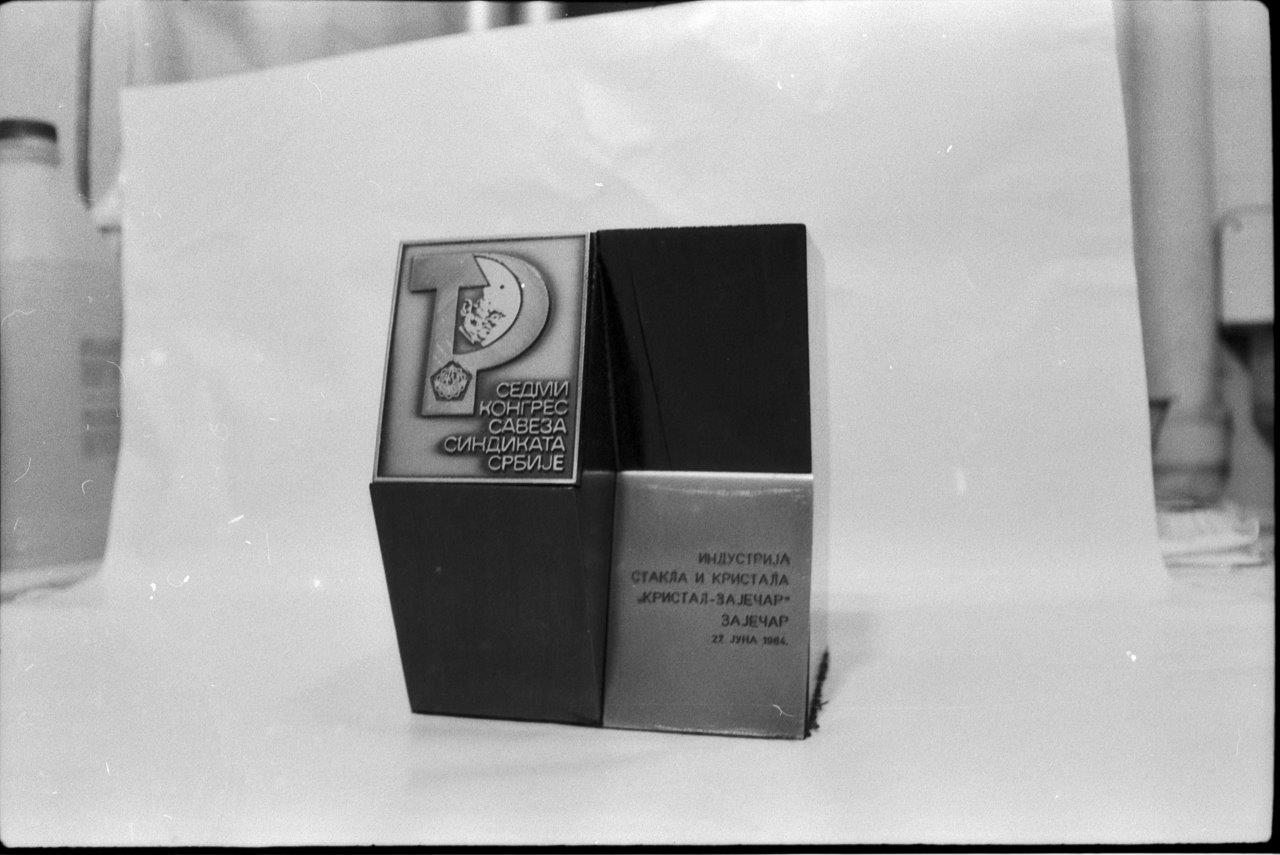 СЕДМИ
КОНГРЕС
САВЕЗА
СИНДИКАТА
СРБИЈЕ
ИНДУСТРИЈА
СТАКЛА И КРИСТАЛА
„КРИСТАЛ-ЗАЈЕЧАР"
ЗАЈЕЧАР
27. ЈУНА 1984.